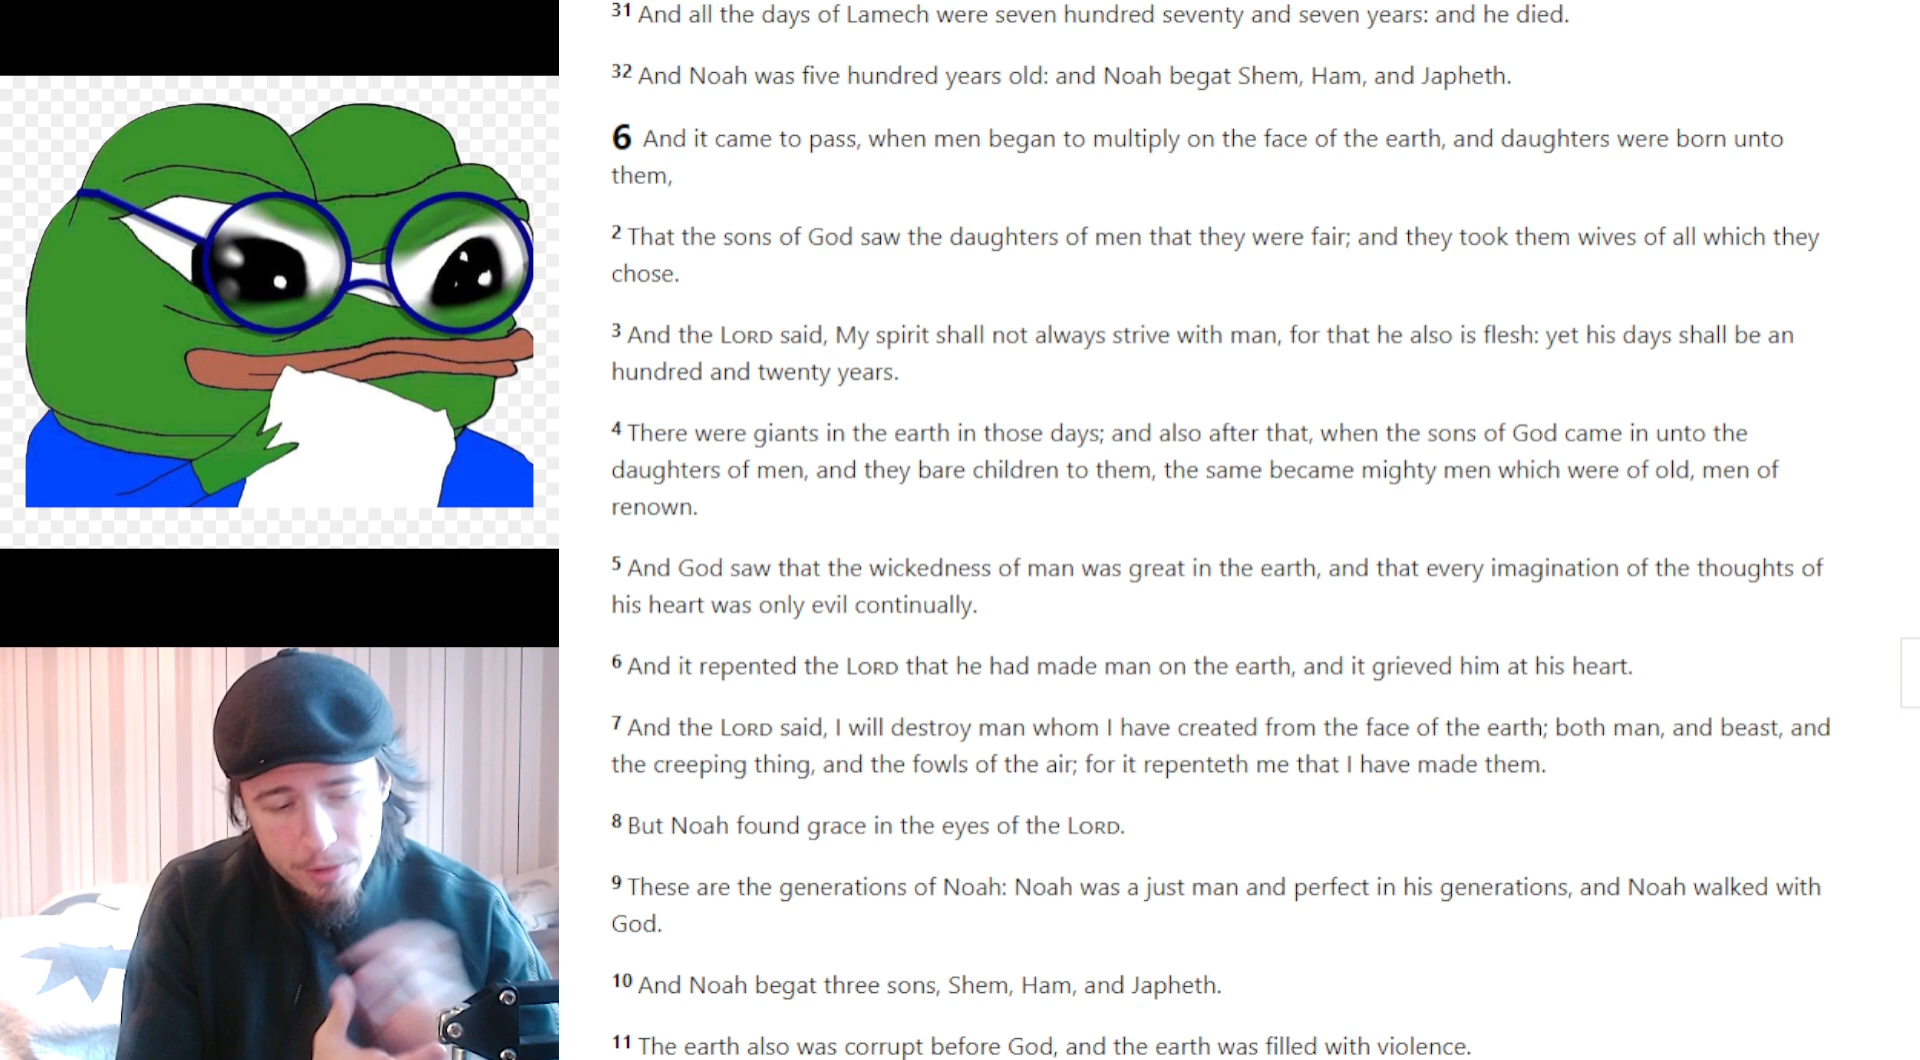 31 And all the days of Lamech were seven hundred seventy and seven years: and he died.
32 And Noah was five hundred years old: and Noah begat Shem, Ham, and Japheth.
6 And it came to pass, when men began to multiply on the face of the earth, and daughters were born unto
them,
2 That the sons of God saw the daughters of men that they were fair; and they took them wives of all which they
chose.
3 And the LORD said, My spirit shall not always strive with man, for that he also is flesh: yet his days shall be an
hundred and twenty years.
4 There were giants in the earth in those days; and also after that, when the sons of God came in unto the
daughters of men, and they bare children to them, the same became mighty men which were of old, men of
renown.
5 And God saw that the wickedness of man was great in the earth, and that every imagination of the thoughts of
his heart was only evil continually.
6 And it repented the LORD that he had made man on the earth, and it grieved him at his heart.
7 And the LORD said, I will destroy man whom I have created from the face of the earth; both man, and beast, and
the creeping thing, and the fowls of the air; for it repenteth me that I have made them.
8 But Noah found grace in the eyes of the LORD.
9 These are the generations of Noah: Noah was a just man and perfect in his generations, and Noah walked with
God.
10 And Noah begat three sons, Shem, Ham, and Japheth.
11 The earth also was corrupt before God, and the earth was filled with violence.